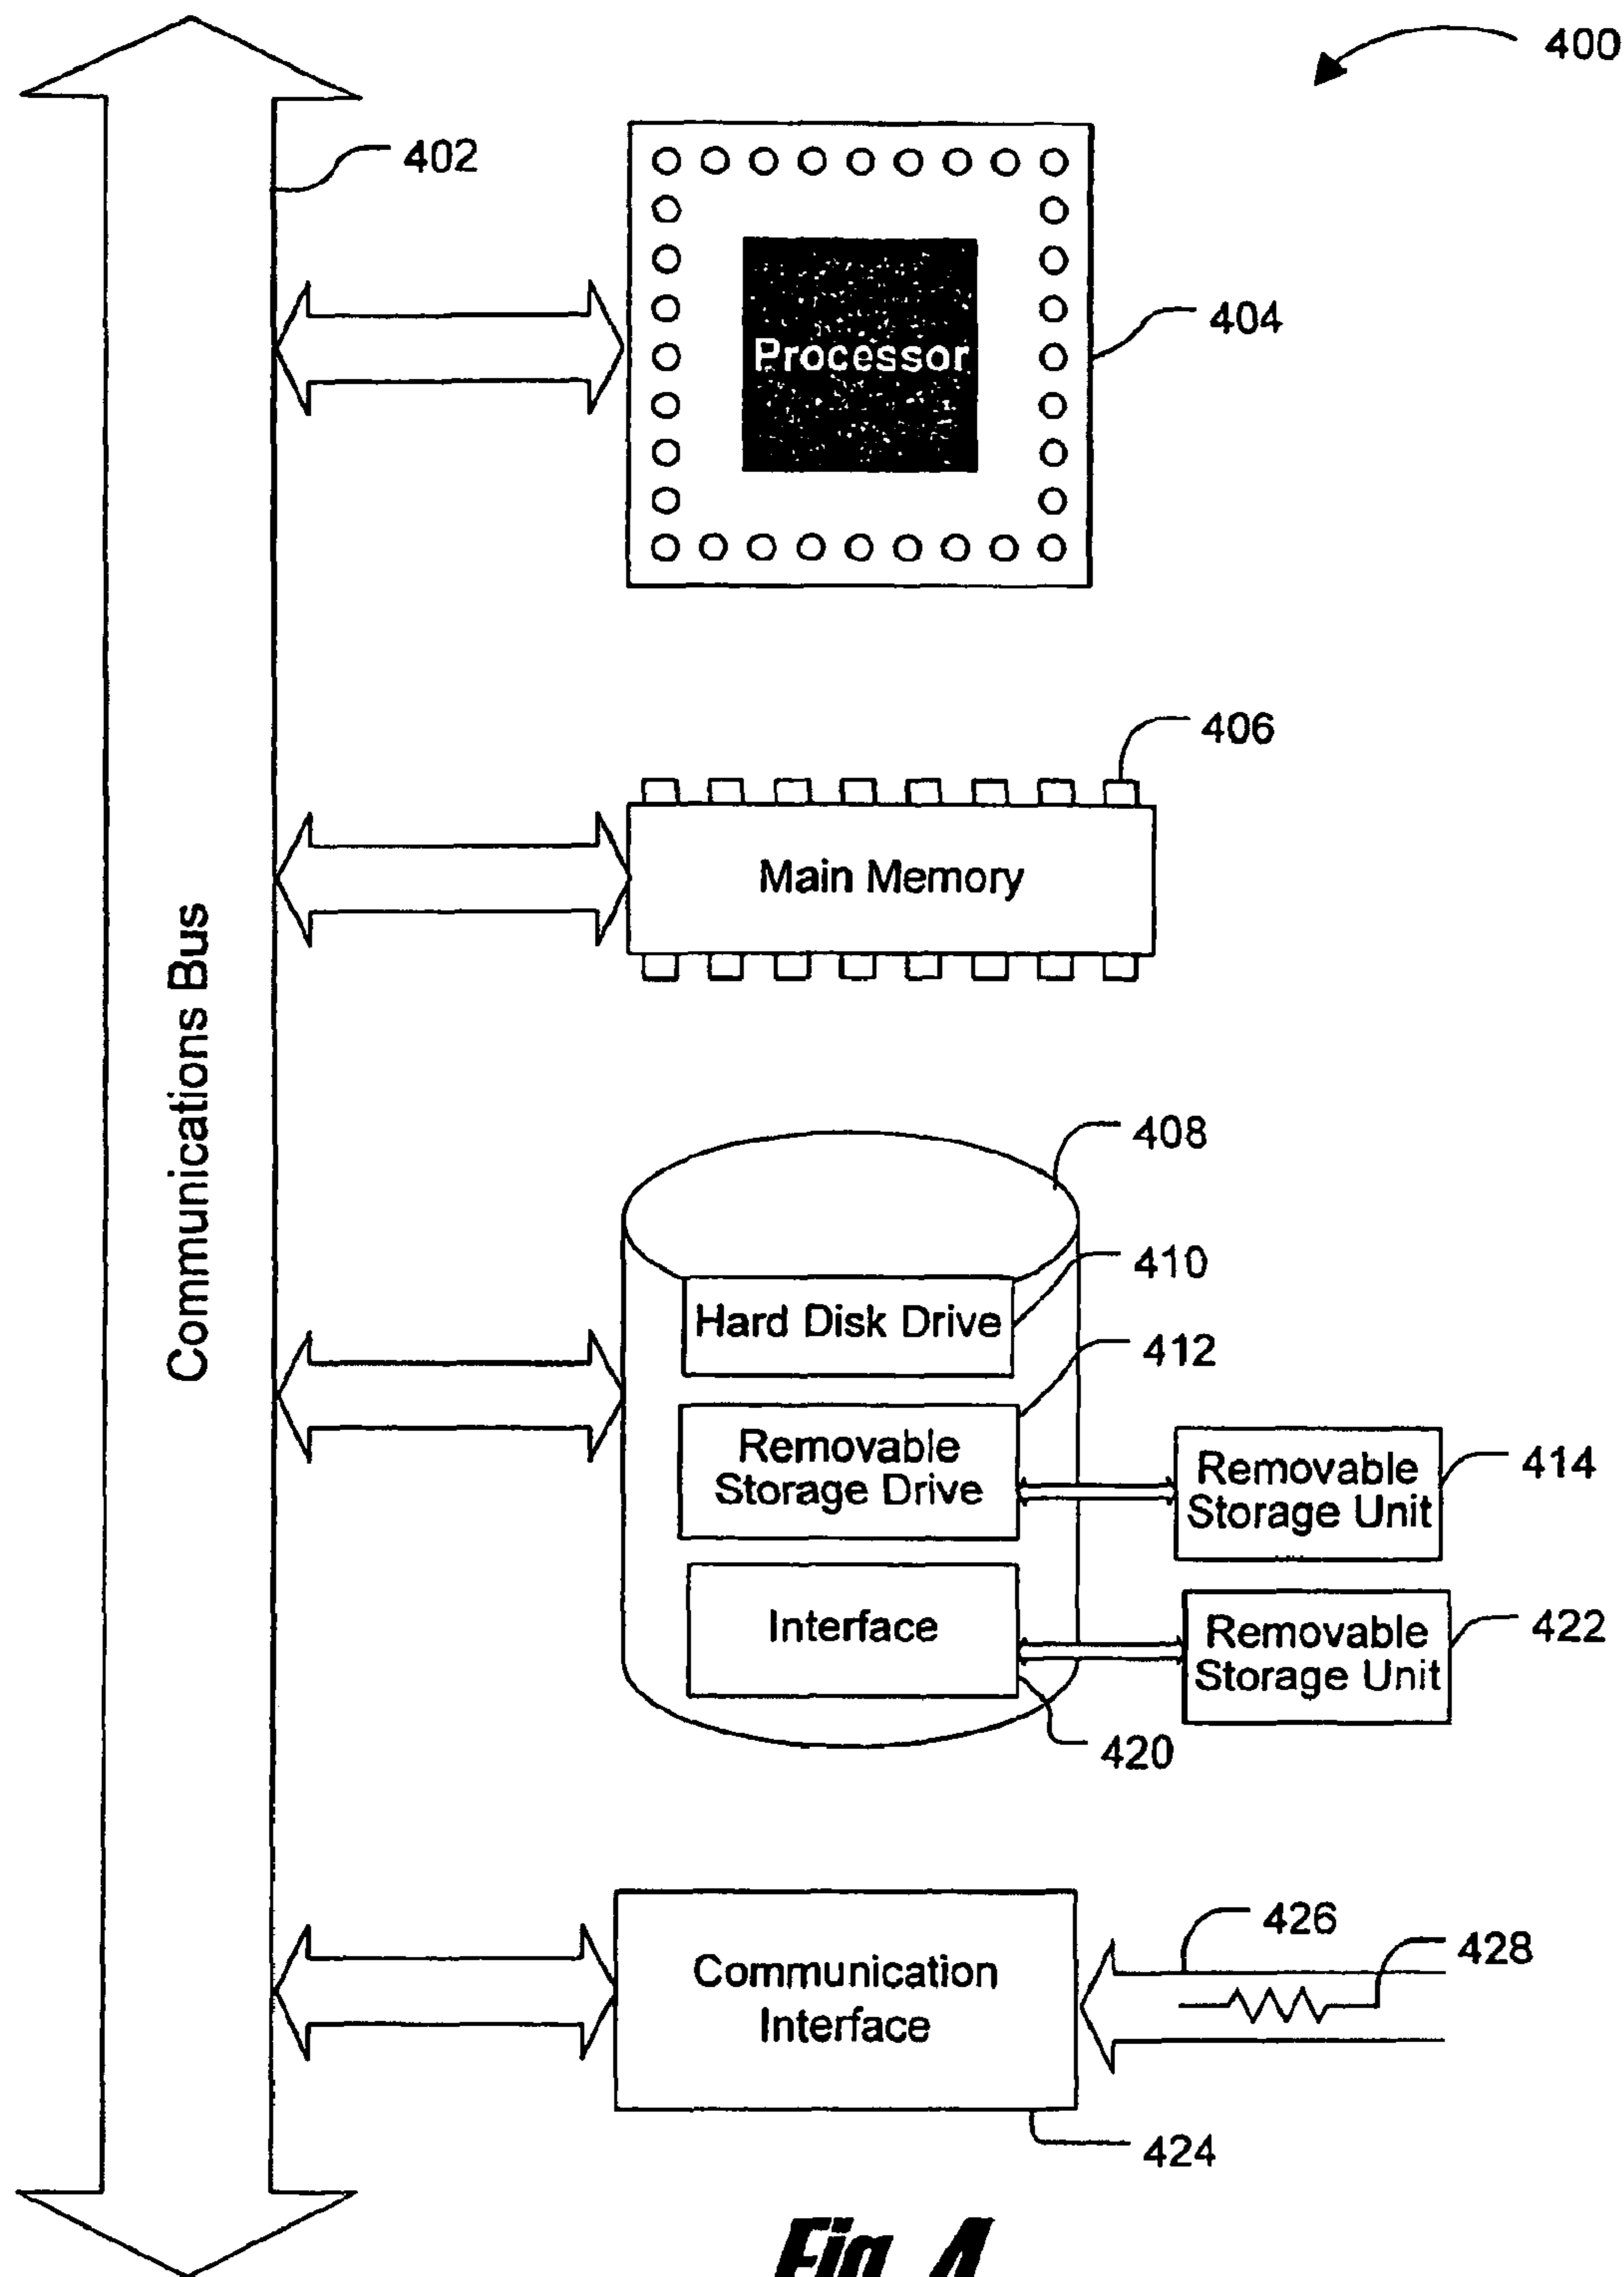 400
402
Processor
404
406
Main Memory
Communications Bus
408
Hard Disk Drive
410
412
Removable
Storage Drive
Removable
Storage Unit
414
Interface
Removable
Storage Unit
422
420
Communication
Interface
426
428
424
Fig. 4